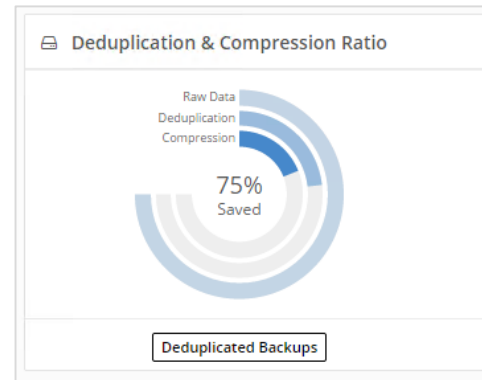 Deduplication & Compression Ratio
Raw Data
Deduplication
Compression
75%
Saved
Deduplicated Backups